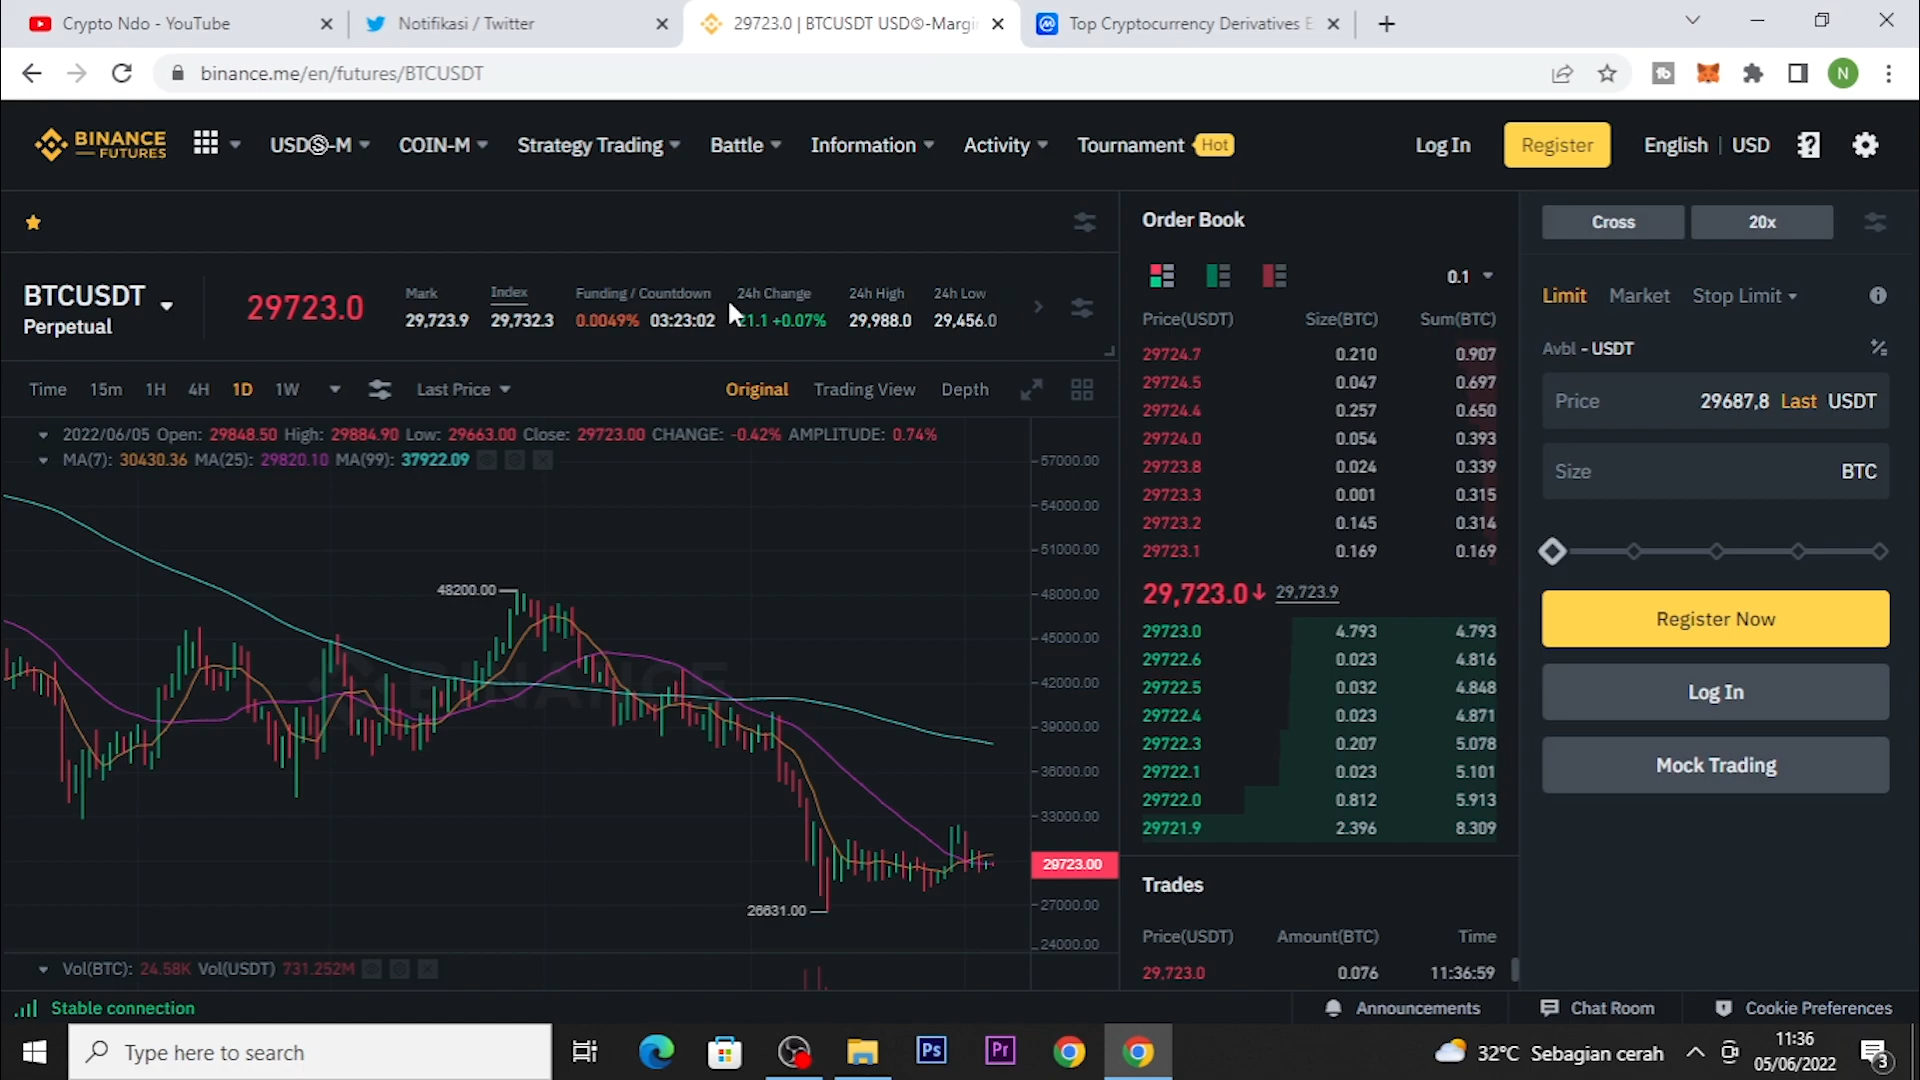 Crypto Ndo - YouTube
Notifikasi / Twitter
29723.0 | BTCUSDT USDⓈ-Margi
Top Cryptocurrency Derivatives E
binance.me/en/futures/BTCUSDT
N
BINANCE
FUTURES
USDⓈ-M
COIN-M
Strategy Trading
Battle
Information
Activity
Tournament
Hot
Log In
Register
English
USD
BTCUSDT
Perpetual
29723.0
Mark
29,723.9
Index
29,732.3
Funding / Countdown
0.0049% 03:23:02
24h Change
21.1 +0.07%
24h High
29,988.0
24h Low
29,456.0
Time
15m
1H
4H
1D
1W
Last Price
Original
Trading View
Depth
2022/06/05 Open: 29848.50 High: 29884.90 Low: 29663.00 Close: 29723.00 CHANGE: -0.42% AMPLITUDE: 0.74%
MA(7): 30430.36 MA(25): 29820.10 MA(99): 37922.09
57000.00
54000.00
51000.00
48000.00
45000.00
42000.00
39000.00
36000.00
33000.00
29723.00
27000.00
24000.00
48200.00
BINANCE
26631.00
Vol(BTC): 24.58K Vol(USDT) 731.252M
Order Book
0.1
Price(USDT) Size(BTC) Sum(BTC)
29724.7 0.210 0.907
29724.5 0.047 0.697
29724.4 0.257 0.650
29724.0 0.054 0.393
29723.8 0.024 0.339
29723.3 0.001 0.315
29723.2 0.145 0.314
29723.1 0.169 0.169
29,723.0↓ 29,723.9
29723.0 4.793 4.793
29722.6 0.023 4.816
29722.5 0.032 4.848
29722.4 0.023 4.871
29722.3 0.207 5.078
29722.1 0.023 5.101
29722.0 0.812 5.913
29721.9 2.396 8.309
Trades
Price(USDT) Amount(BTC) Time
29,723.0 0.076 11:36:59
Cross
20x
Limit
Market
Stop Limit
Avbl - USDT
Price 29687,8 Last USDT
Size BTC
Register Now
Log In
Mock Trading
Stable connection
Announcements
Chat Room
Cookie Preferences
Type here to search
Ps
Pr
32°C Sebagian cerah
11:36
05/06/2022
3